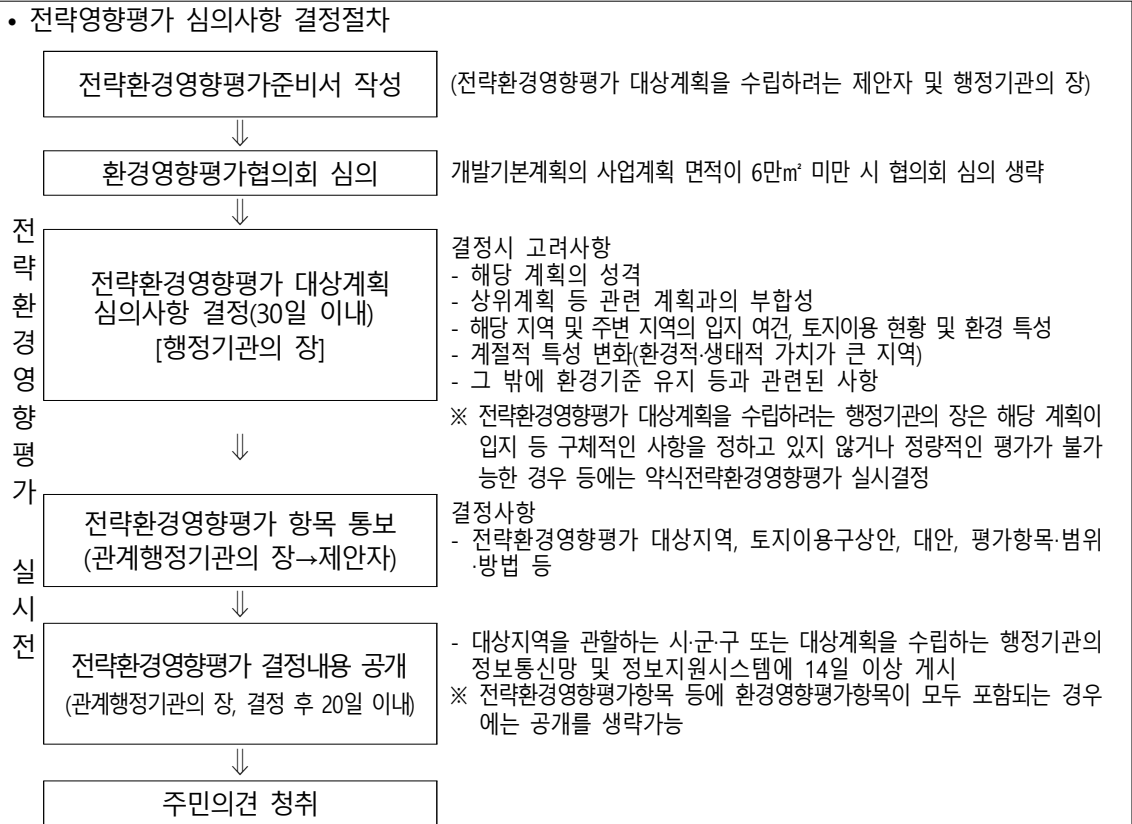 • 전략영향평가 심의사항 결정절차
전략환경영향평가 실시전
전략환경영향평가준비서 작성
(전략환경영향평가 대상계획을 수립하려는 제안자 및 행정기관의 장)
⇓
환경영향평가협의회 심의
개발기본계획의 사업계획 면적이 6만㎡ 미만 시 협의회 심의 생략
⇓
전략환경영향평가 대상계획
심의사항 결정(30일 이내)
[행정기관의 장]
결정시 고려사항
- 해당 계획의 성격
- 상위계획 등 관련 계획과의 부합성
- 해당 지역 및 주변 지역의 입지 여건, 토지이용 현황 및 환경 특성
- 계절적 특성 변화(환경적·생태적 가치가 큰 지역)
- 그 밖에 환경기준 유지 등과 관련된 사항
※ 전략환경영향평가 대상계획을 수립하려는 행정기관의 장은 해당 계획이
입지 등 구체적인 사항을 정하고 있지 않거나 정량적인 평가가 불가
능한 경우 등에는 약식전략환경영향평가 실시결정
⇓
전략환경영향평가 항목 통보
(관계행정기관의 장→제안자)
결정사항
- 전략환경영향평가 대상지역, 토지이용구상안, 대안, 평가항목·범위
·방법 등
⇓
전략환경영향평가 결정내용 공개
(관계행정기관의 장, 결정 후 20일 이내)
- 대상지역을 관할하는 시·군·구 또는 대상계획을 수립하는 행정기관의
정보통신망 및 정보지원시스템에 14일 이상 게시
※ 전략환경영향평가항목 등에 환경영향평가항목이 모두 포함되는 경우
에는 공개를 생략가능
⇓
주민의견 청취